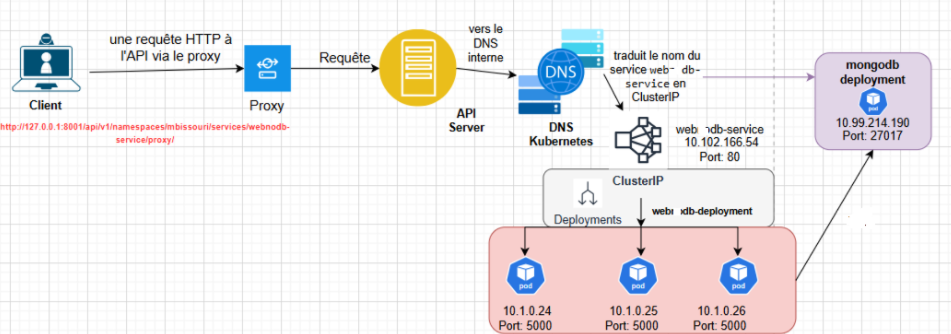 une requête HTTP à
l'API via le proxy
Client
http://127.0.0.1:8001/api/v1/namespaces/mbissouri/services/webnodb-
service/proxy/
Proxy
Requête
API
Server
vers le
DNS
interne
DNS
DNS
Kubernetes
traduit le nom du
service web- db-
service en
ClusterIP
web db-service
10.102.166.54
Port: 80
mongodb
deployment
pod
10.99.214.190
Port: 27017
ClusterIP
Deployments
db-deployment
pod
pod
pod
10.1.0.24
Port: 5000
10.1.0.25
Port: 5000
10.1.0.26
Port: 5000